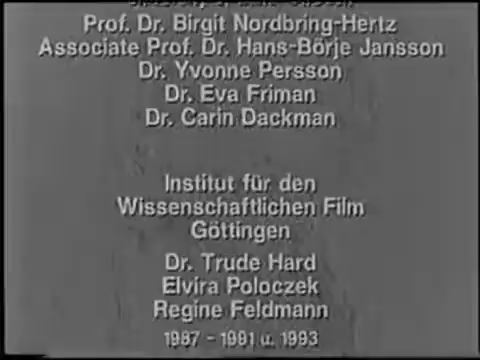 Prof. Dr. Birgit Nordbring-Hertz
Associate Prof. Dr. Hans-Börje Jansson
Dr. Yvonne Persson
Dr. Eva Friman
Dr. Carin Dackman
Institut für den
Wissenschaftlichen Film
Göttingen
Dr. Trude Hard
Elvira Poloczek
Regine Feldmann
1987 - 1991 u. 1993